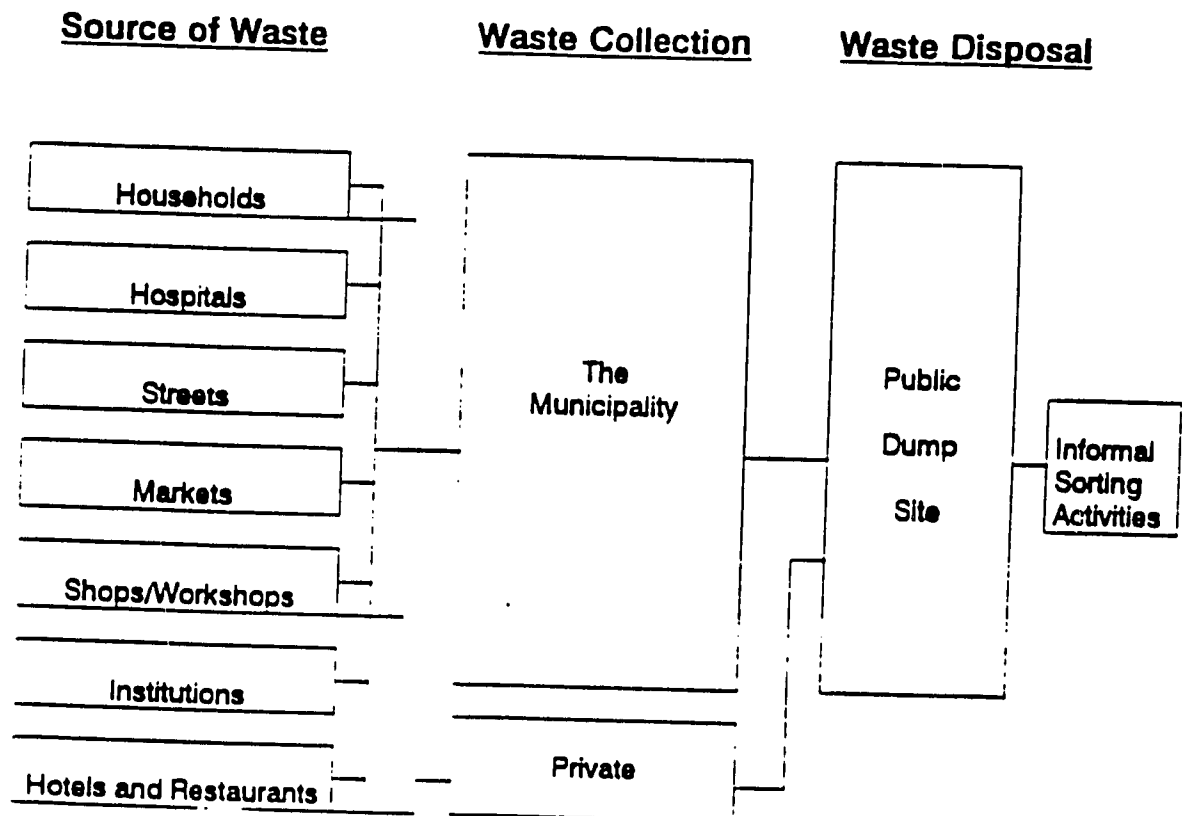 Source of Waste
Waste Collection
Waste Disposal
Households
Hospitals
Streets
Markets
Shops/Workshops
Institutions
Hotels and Restaurants
The
Municipality
Private
Public
Dump
Site
Informal
Sorting
Activities